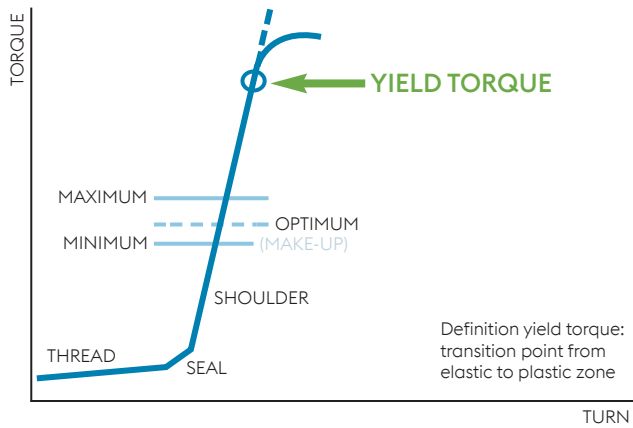 TORQUE
YIELD TORQUE
MAXIMUM
OPTIMUM
MINIMUM
(MAKE-UP)
SHOULDER
THREAD
SEAL
Definition yield torque:
transition point from
elastic to plastic zone
TURN